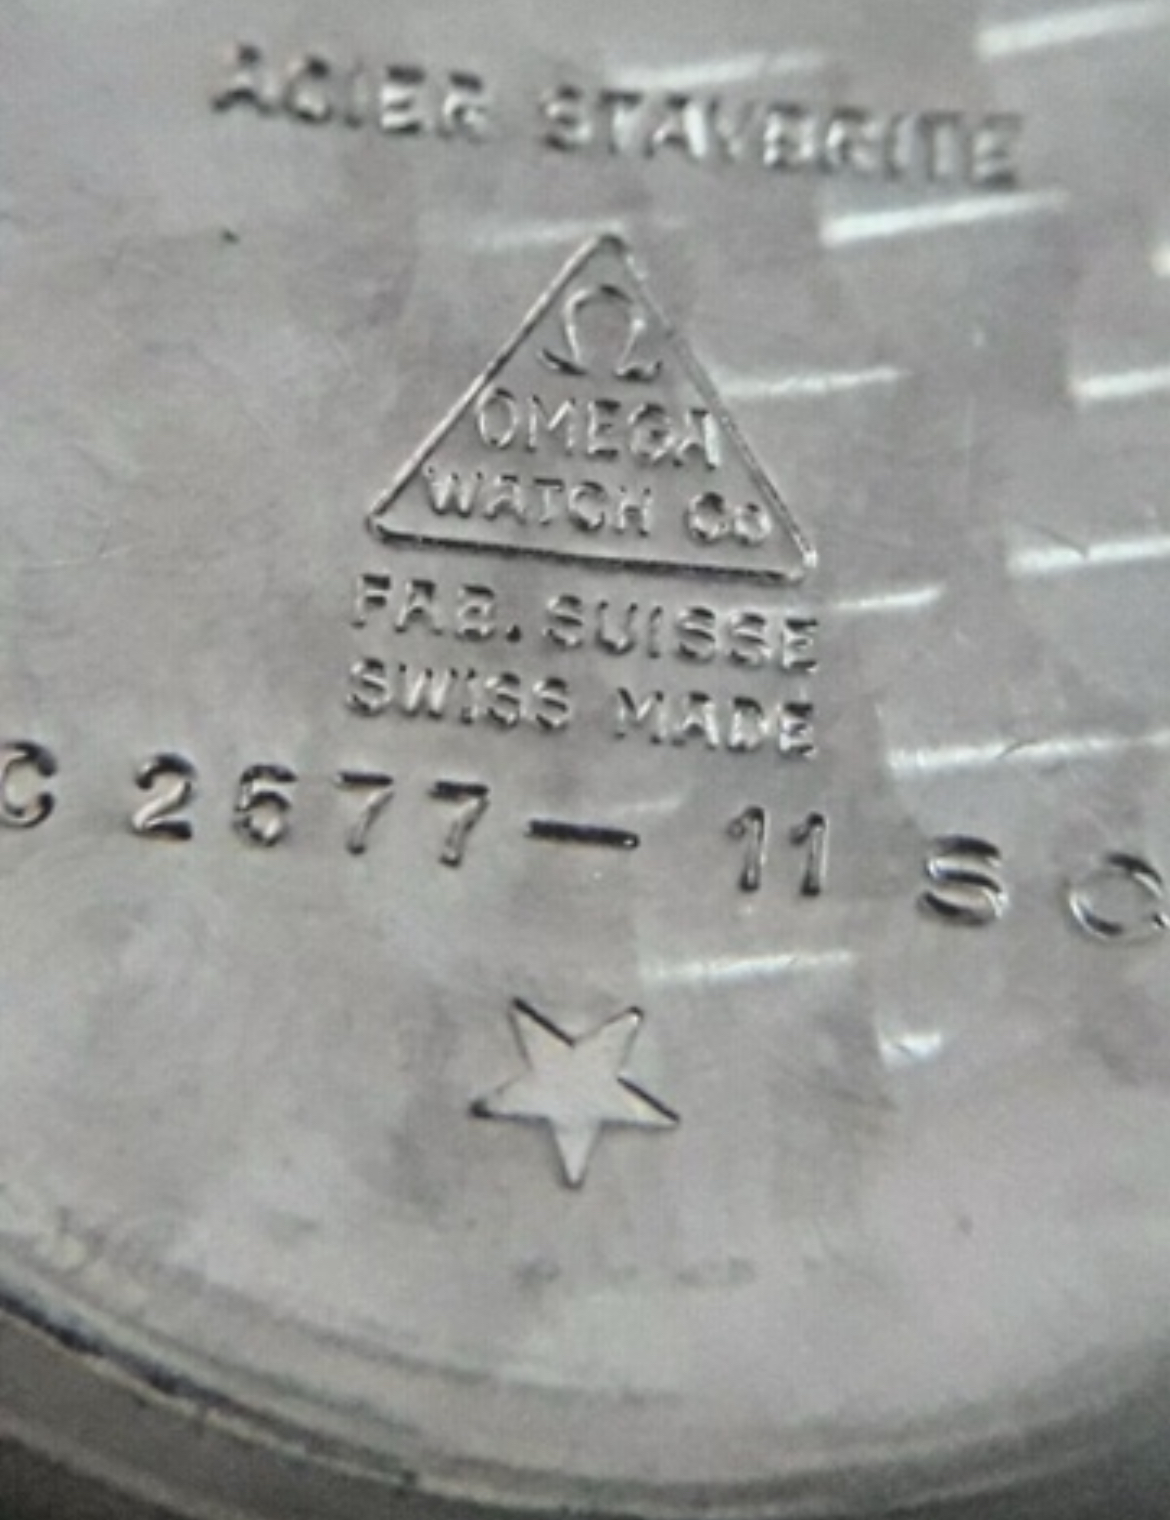 ACIER STAYBRITE
Ω
OMEGA
WATCH Co
FAB. SUISSE
SWISS MADE
C 2677 - 11 SC